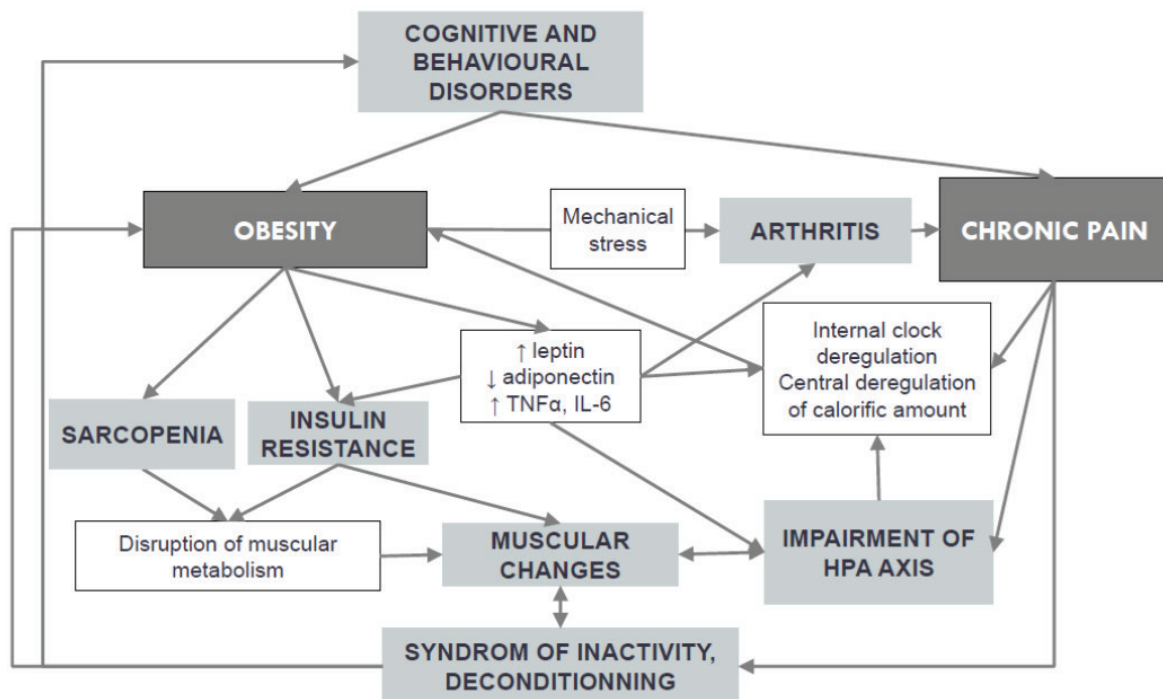 COGNITIVE AND
BEHAVIOURAL
DISORDERS
OBESITY
Mechanical
stress
ARTHRITIS
CHRONIC PAIN
↑ leptin
↓ adiponectin
↑ TNFα, IL-6
Internal clock
deregulation
Central deregulation
of calorific amount
SARCOPENIA
INSULIN
RESISTANCE
Disruption of muscular
metabolism
MUSCULAR
CHANGES
IMPAIRMENT OF
HPA AXIS
SYNDROM OF INACTIVITY,
DECONDITIONNING